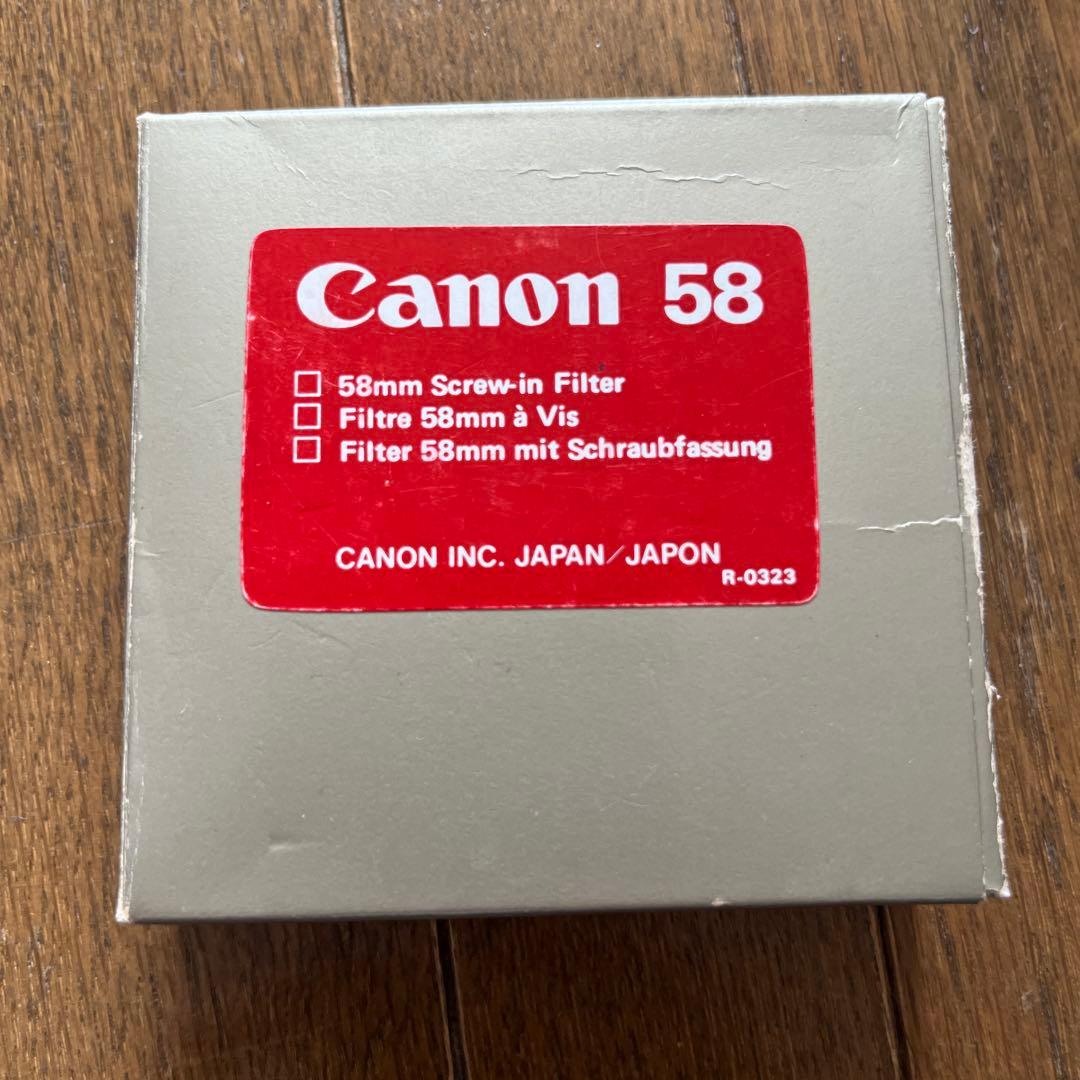 Canon 58
☐ 58mm Screw-in Filter
☐ Filtre 58mm à Vis
☐ Filter 58mm mit Schraubfassung
CANON INC. JAPAN/JAPON
R-0323